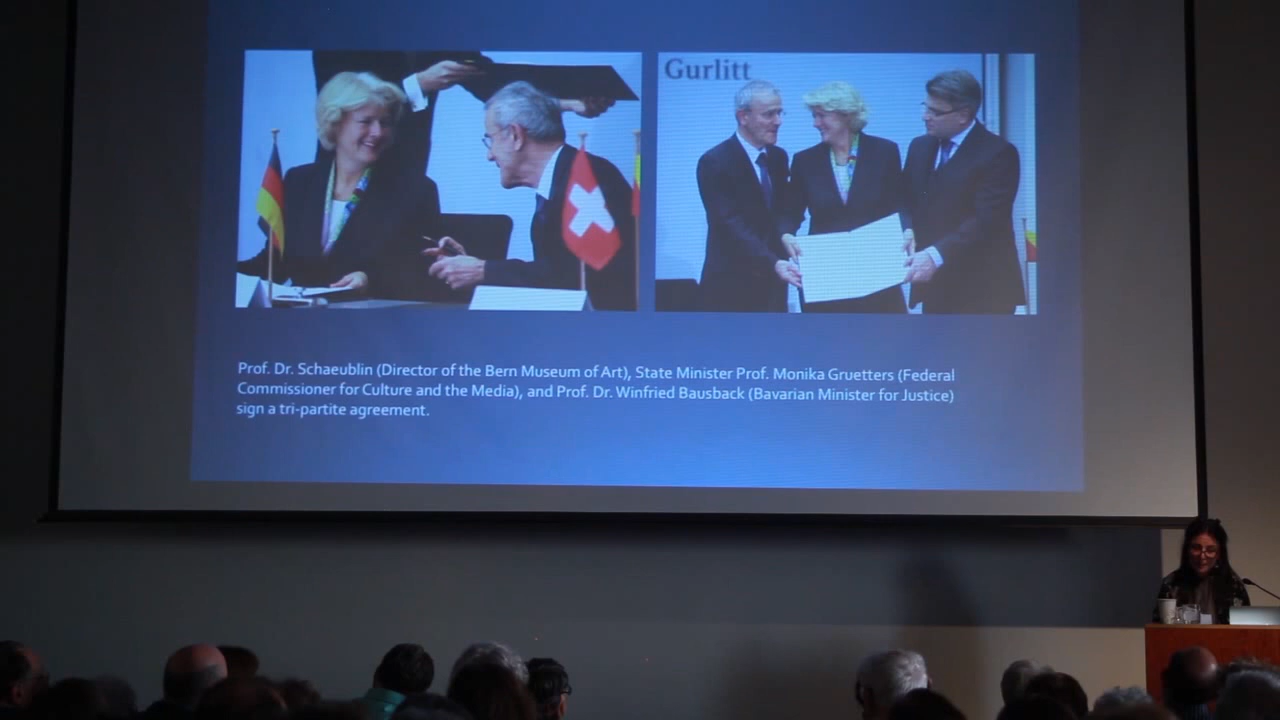 Gurlitt
Prof. Dr. Schaeublin (Director of the Bern Museum of Art), State Minister Prof. Monika Gruetters (Federal
Commissioner for Culture and the Media), and Prof. Dr. Winfried Bausback (Bavarian Minister for Justice)
sign a tri-partite agreement.